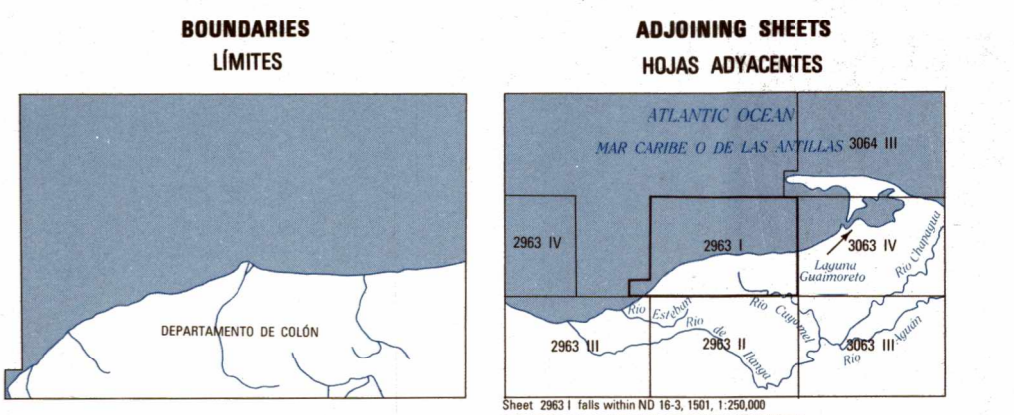 BOUNDARIES
LÍMITES
DEPARTAMENTO DE COLÓN
ADJOINING SHEETS
HOJAS ADYACENTES
ATLANTIC OCEAN
MAR CARIBE O DE LAS ANTILLAS
3064 III
2963 IV
2963 I
3063 IV
Laguna
Guaimoreto
Río Chapagua
Río Esteban
Río Cuyamel
2963 III
Río de Ilanga
2963 II
3063 III
Río Aguán
Sheet 2963 I falls within ND 16-3, 1501, 1:250,000